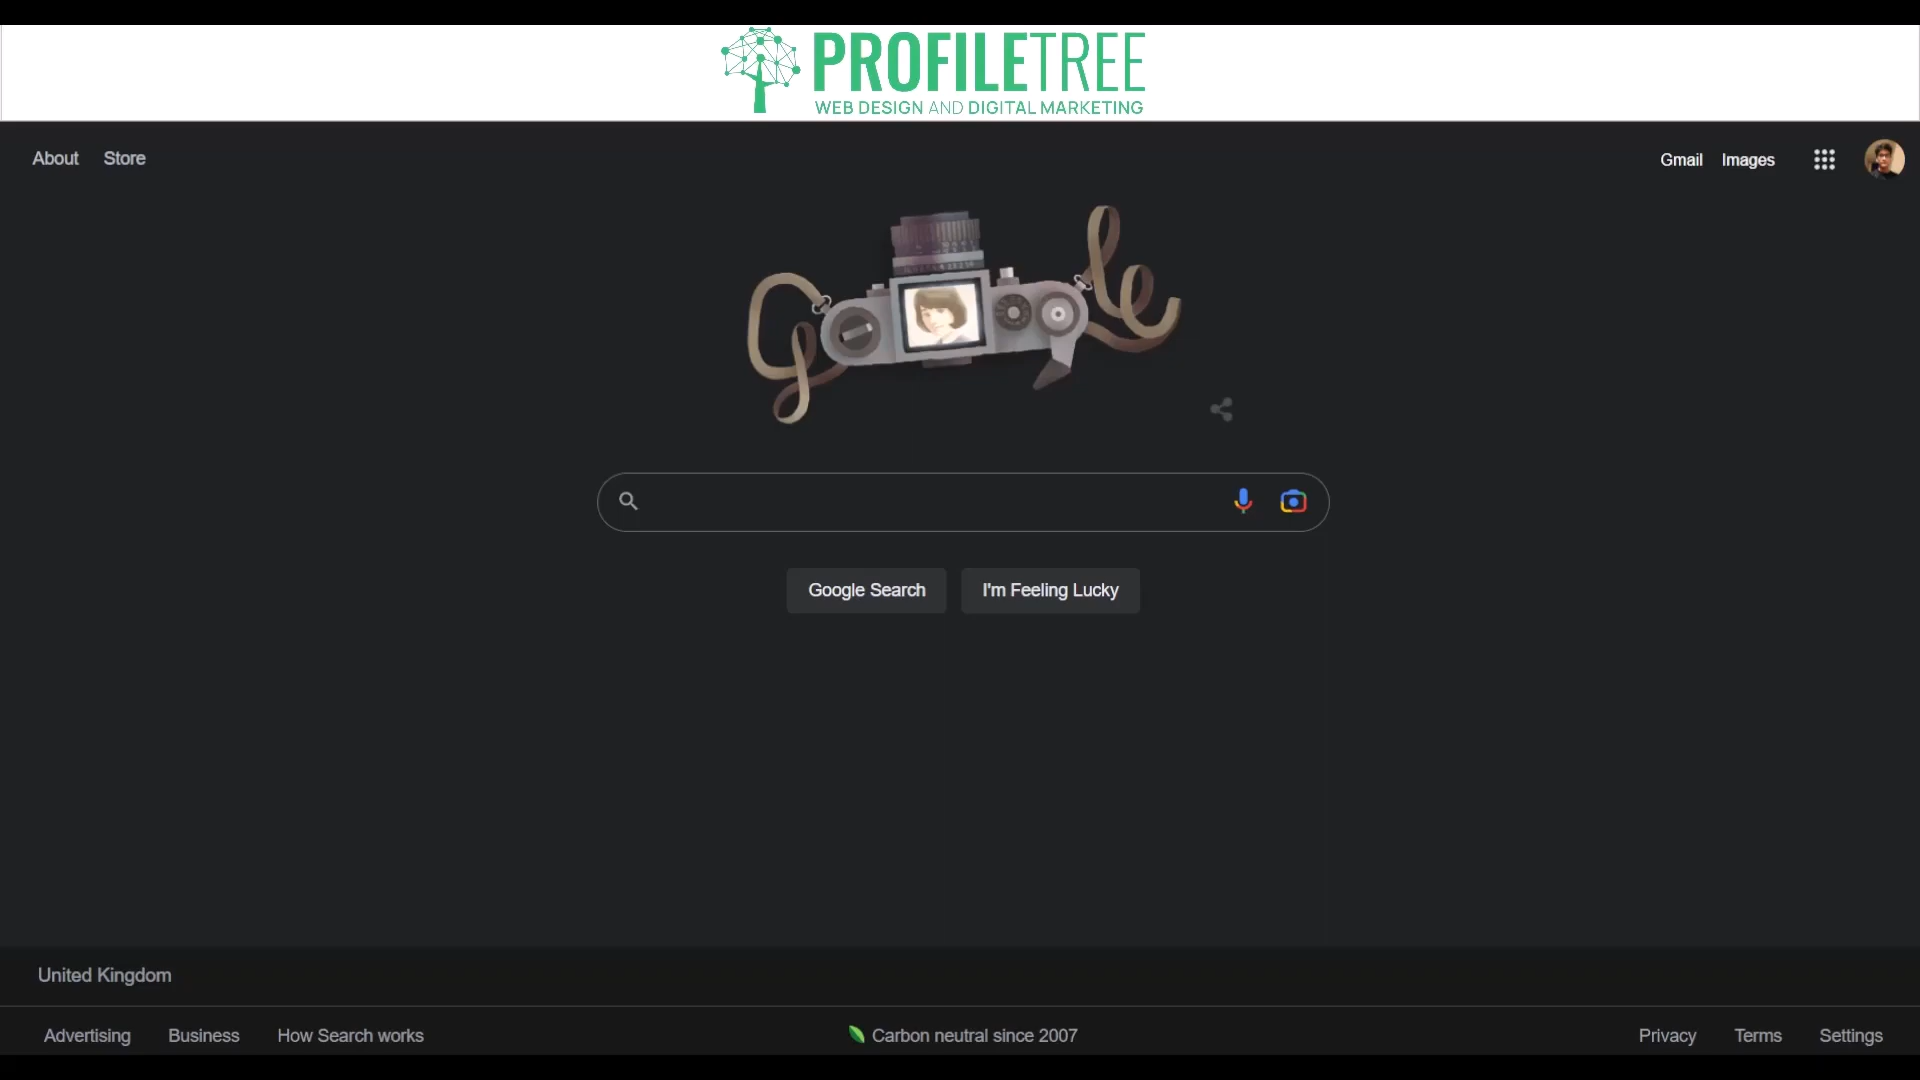 PROFILETREE
WEB DESIGN AND DIGITAL MARKETING
About Store
Gmail Images
Google Search I'm Feeling Lucky
United Kingdom
Advertising Business How Search works
Carbon neutral since 2007
Privacy Terms Settings